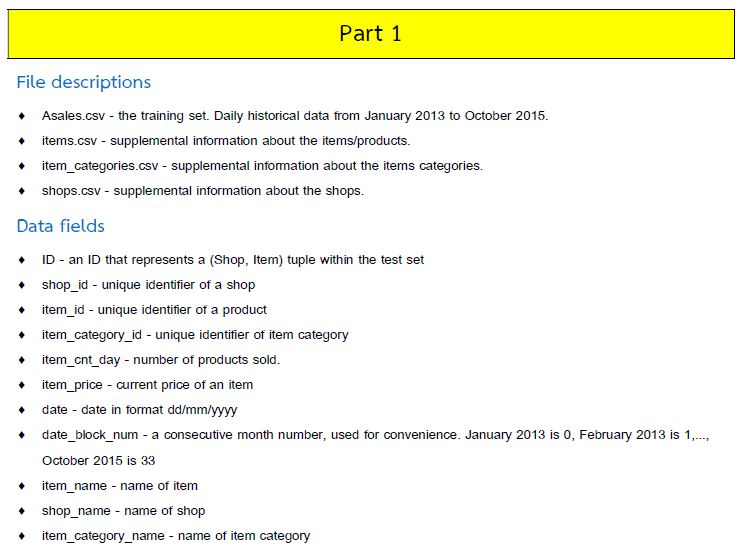 Part 1
File descriptions
♦ Asales.csv - the training set. Daily historical data from January 2013 to October 2015.
♦ items.csv - supplemental information about the items/products.
♦ item_categories.csv - supplemental information about the items categories.
♦ shops.csv - supplemental information about the shops.
Data fields
♦ ID - an ID that represents a (Shop, Item) tuple within the test set
♦ shop_id - unique identifier of a shop
♦ item_id - unique identifier of a product
♦ item_category_id - unique identifier of item category
♦ item_cnt_day - number of products sold.
♦ item_price - current price of an item
♦ date - date in format dd/mm/yyyy
♦ date_block_num - a consecutive month number, used for convenience. January 2013 is 0, February 2013 is 1,...,
October 2015 is 33
♦ item_name - name of item
♦ shop_name - name of shop
♦ item_category_name - name of item category